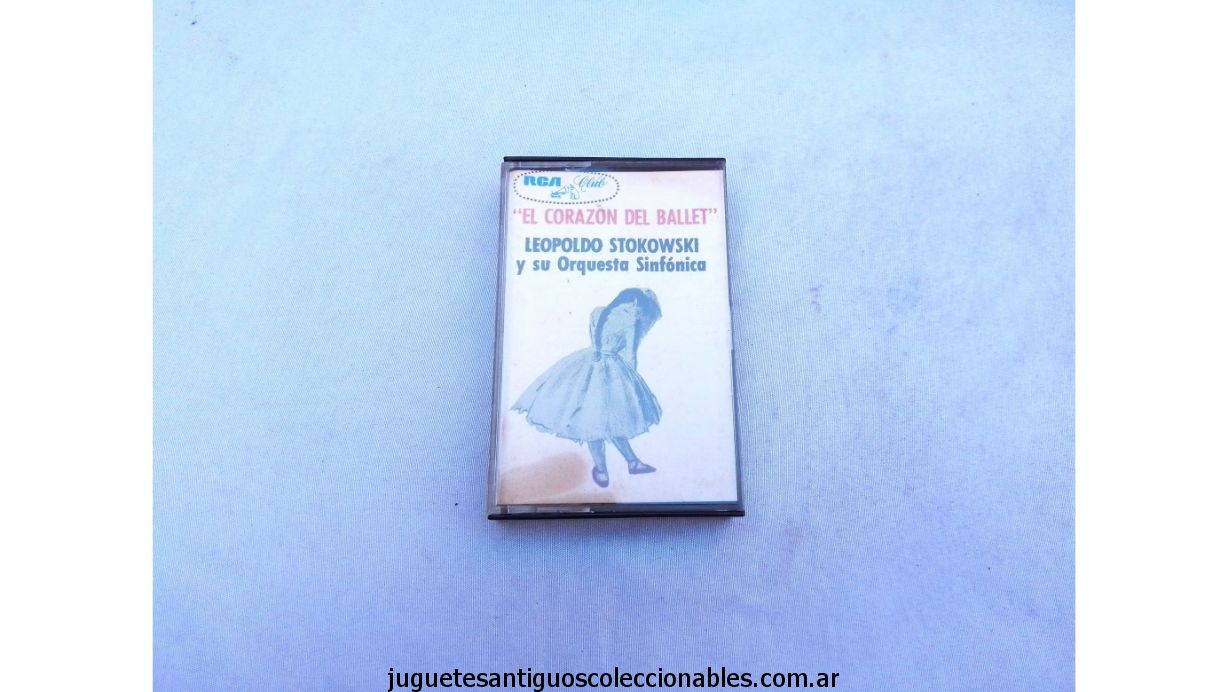 RCA Club
"EL CORAZÓN DEL BALLET"
LEOPOLDO STOKOWSKI
y su Orquesta Sinfónica
juguetesantiguoscoleccionables.com.ar